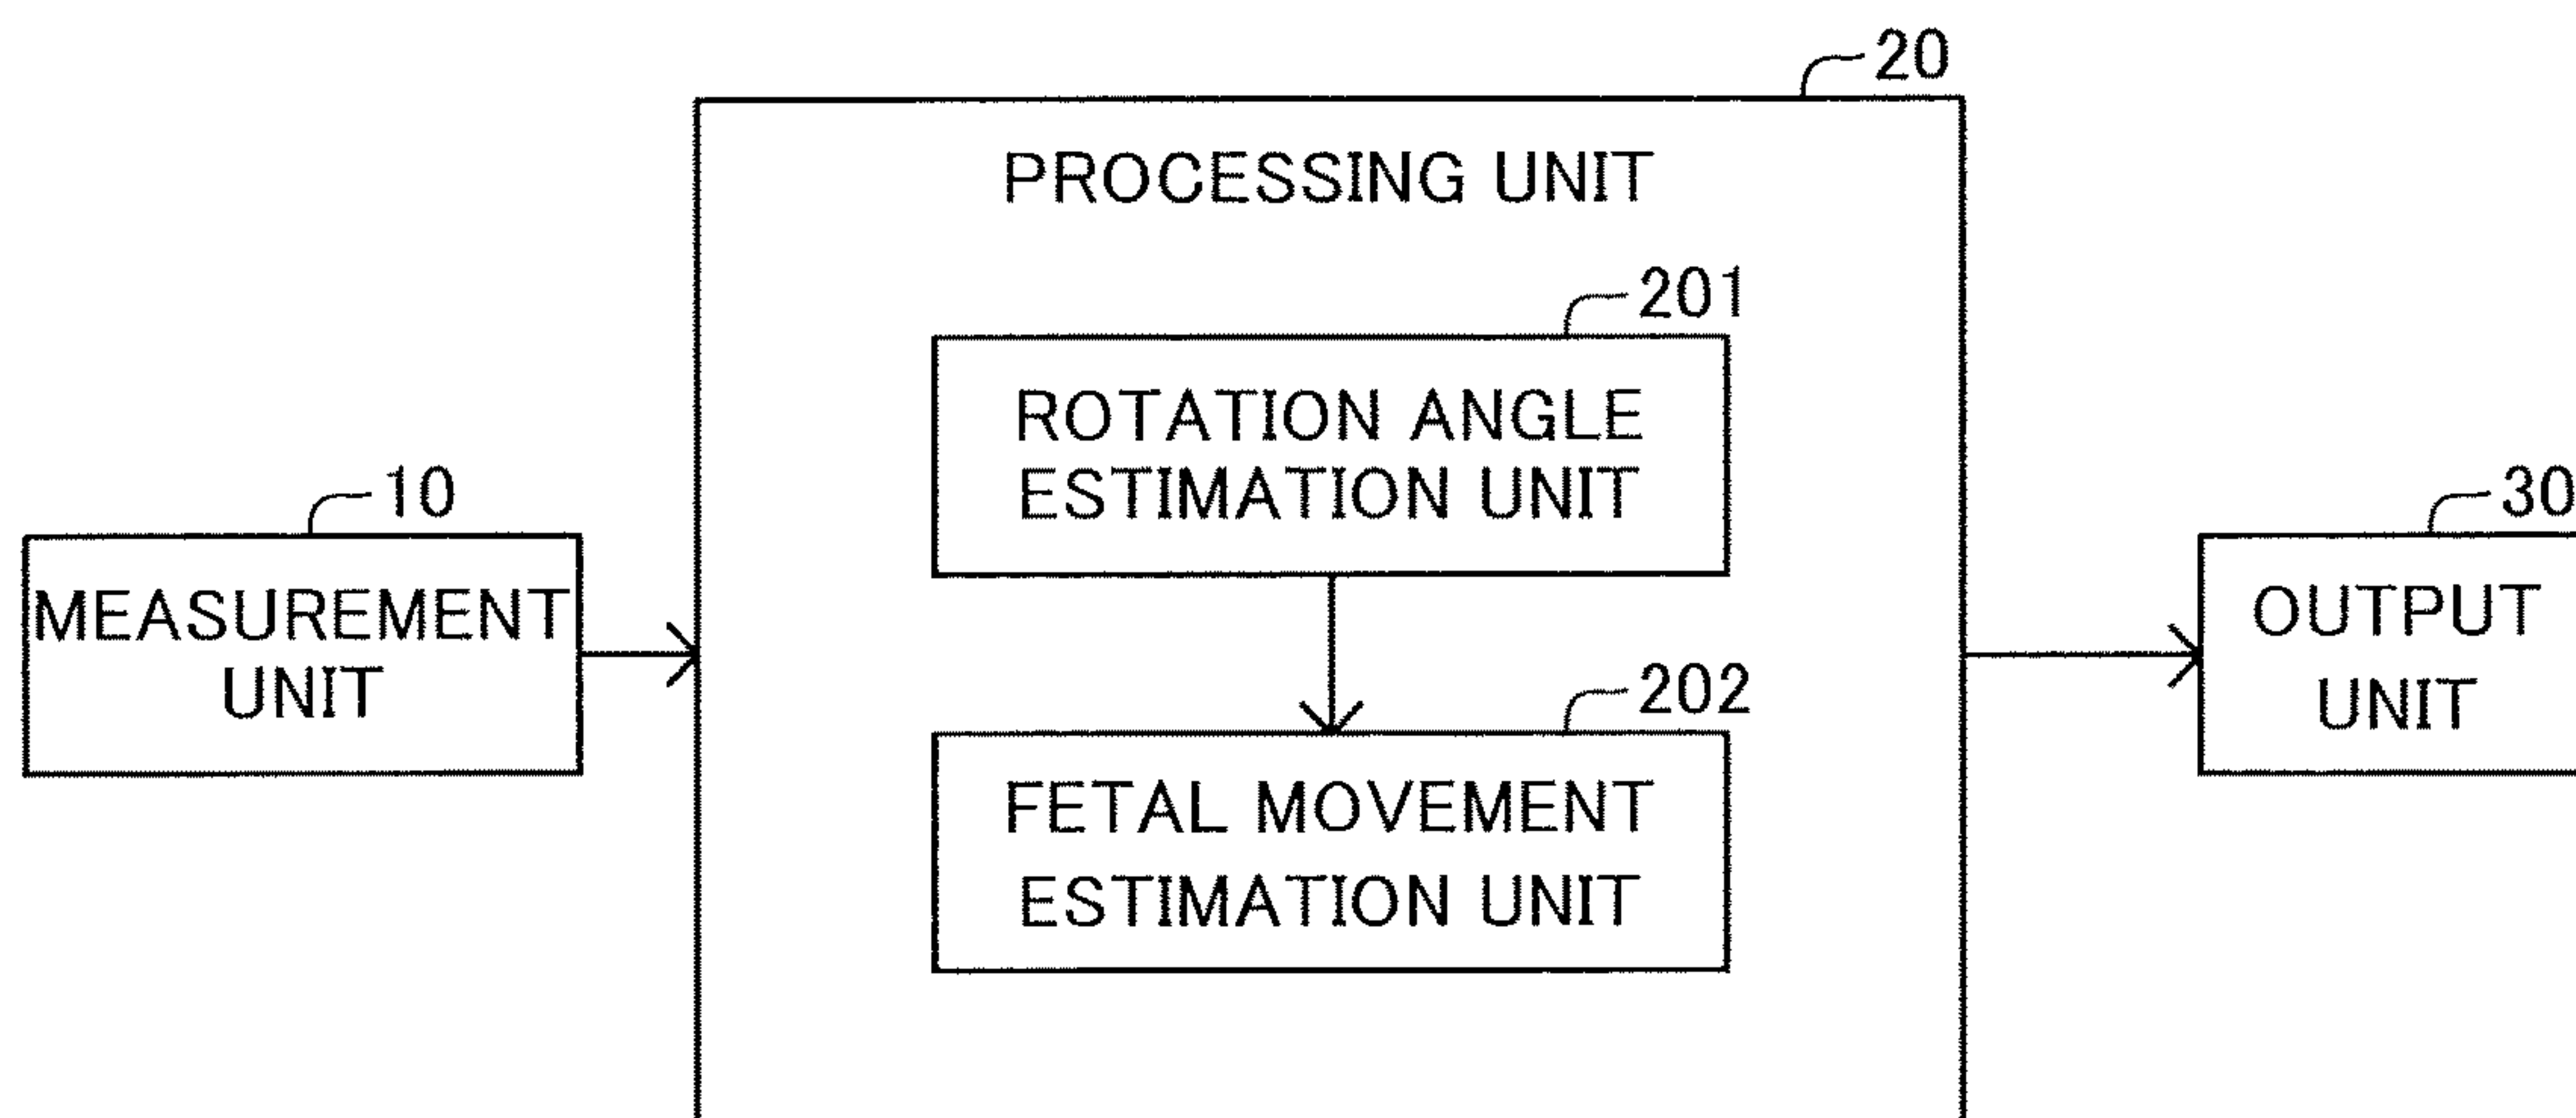 20
PROCESSING UNIT
201
ROTATION ANGLE
ESTIMATION UNIT
10
MEASUREMENT
UNIT
202
FETAL MOVEMENT
ESTIMATION UNIT
30
OUTPUT
UNIT